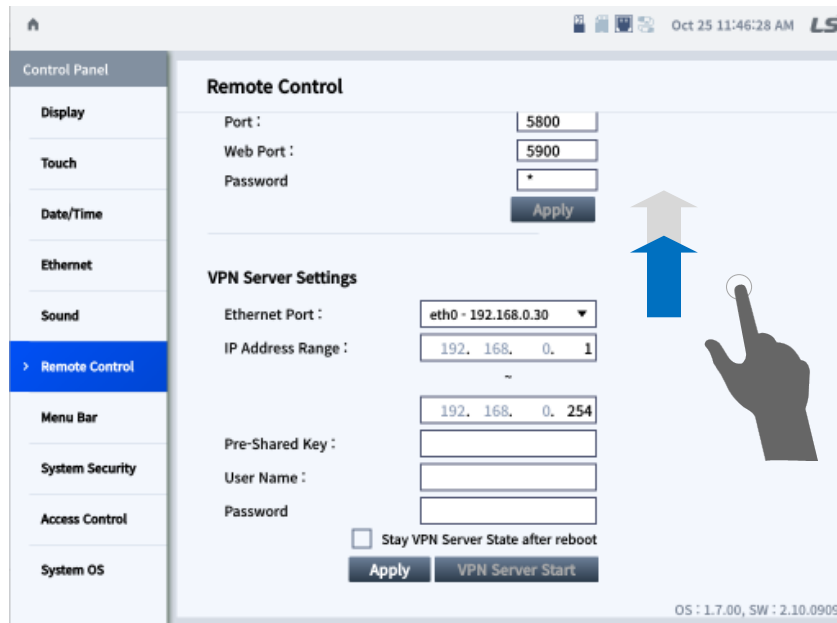 Oct 25 11:46:28 AM LS
Control Panel
Display
Touch
Date/Time
Ethernet
Sound
> Remote Control
Menu Bar
System Security
Access Control
System OS
Remote Control
Port : 5800
Web Port : 5900
Password *
Apply
VPN Server Settings
Ethernet Port : eth0 - 192.168.0.30 ▼
IP Address Range : 192. 168. 0. 1
~
192. 168. 0. 254
Pre-Shared Key :
User Name :
Password
Stay VPN Server State after reboot
Apply VPN Server Start
OS : 1.7.00, SW : 2.10.0909